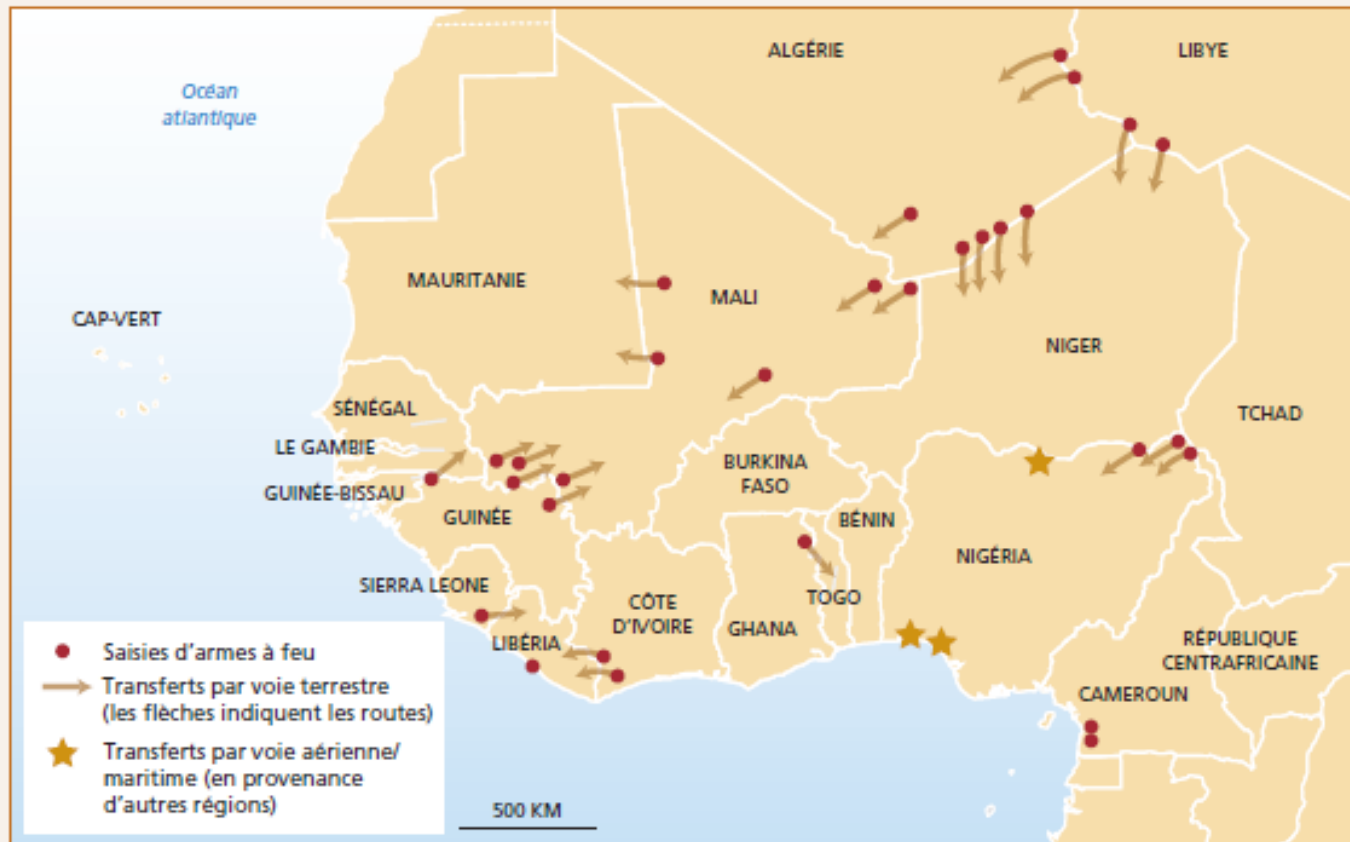 ALGÉRIE
LIBYE
Océan
atlantique
MAURITANIE
MALI
CAP-VERT
NIGER
SÉNÉGAL
TCHAD
LE GAMBIE
BURKINA
FASO
GUINÉE-BISSAU
GUINÉE
BÉNIN
NIGÉRIA
SIERRA LEONE
CÔTE
D'IVOIRE
TOGO
GHANA
LIBÉRIA
RÉPUBLIQUE
CENTRAFRICAINE
CAMEROUN
Saisies d'armes à feu
Transferts par voie terrestre
(les flèches indiquent les routes)
Transferts par voie aérienne/
maritime (en provenance
d'autres régions)
500 KM